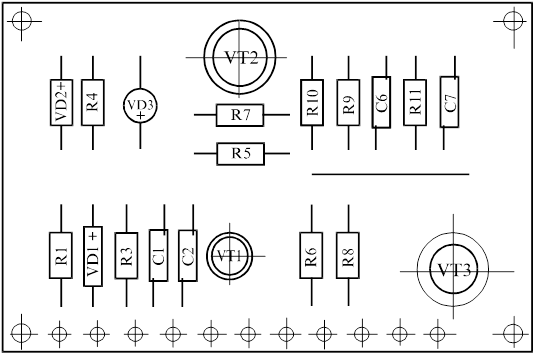 VT2
VD2+
R4
VD3
+
R7
R10
R9
C6
R11
C7
R5
R1
VD1 +
R3
C1
C2
VT1
R6
R8
VT3